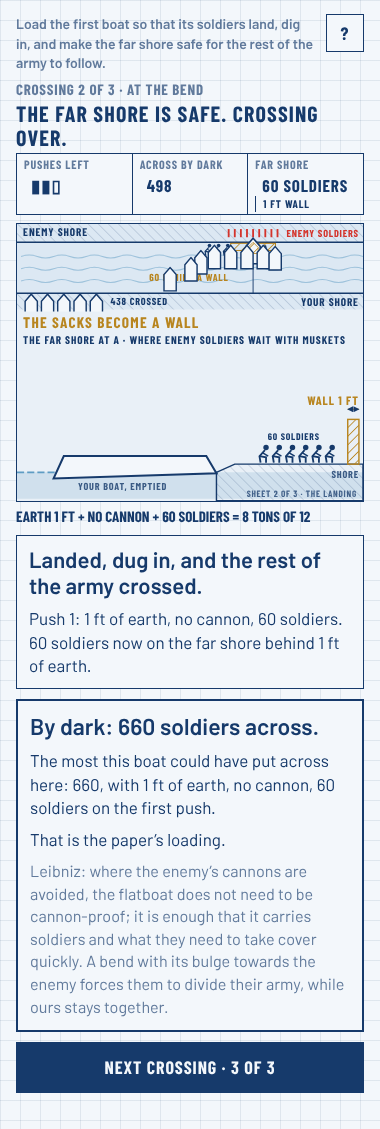 Load the first boat so that its soldiers land, dig
in, and make the far shore safe for the rest of the
army to follow.
?
CROSSING 2 OF 3 · AT THE BEND
THE FAR SHORE IS SAFE. CROSSING
OVER.
PUSHES LEFT
ACROSS BY DARK
498
FAR SHORE
60 SOLDIERS
1 FT WALL
ENEMY SHORE
ENEMY SOLDIERS
60
A WALL
438 CROSSED
YOUR SHORE
THE SACKS BECOME A WALL
THE FAR SHORE AT A · WHERE ENEMY SOLDIERS WAIT WITH MUSKETS
WALL 1 FT
60 SOLDIERS
SHORE
YOUR BOAT, EMPTIED
SHEET 2 OF 3 · THE LANDING
EARTH 1 FT + NO CANNON + 60 SOLDIERS = 8 TONS OF 12
Landed, dug in, and the rest of
the army crossed.
Push 1: 1 ft of earth, no cannon, 60 soldiers.
60 soldiers now on the far shore behind 1 ft
of earth.
By dark: 660 soldiers across.
The most this boat could have put across
here: 660, with 1 ft of earth, no cannon, 60
soldiers on the first push.
That is the paper's loading.
Leibniz: where the enemy's cannons are
avoided, the flatboat does not need to be
cannon-proof; it is enough that it carries
soldiers and what they need to take cover
quickly. A bend with its bulge towards the
enemy forces them to divide their army, while
ours stays together.
NEXT CROSSING · 3 OF 3